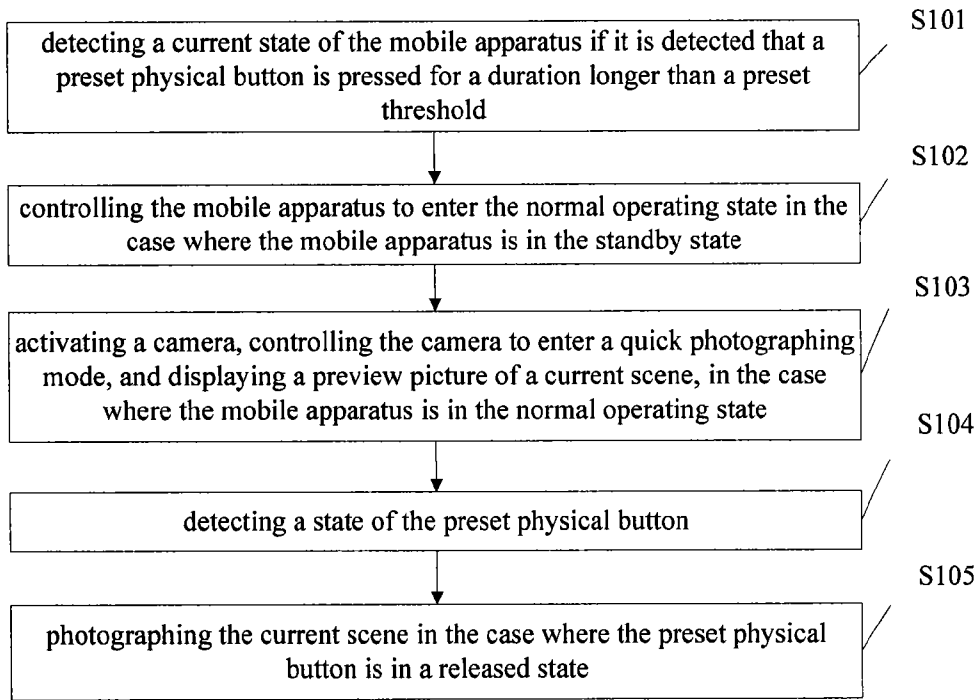 S101
detecting a current state of the mobile apparatus if it is detected that a
preset physical button is pressed for a duration longer than a preset
threshold
S102
controlling the mobile apparatus to enter the normal operating state in the
case where the mobile apparatus is in the standby state
S103
activating a camera, controlling the camera to enter a quick photographing
mode, and displaying a preview picture of a current scene, in the case
where the mobile apparatus is in the normal operating state
S104
detecting a state of the preset physical button
S105
photographing the current scene in the case where the preset physical
button is in a released state